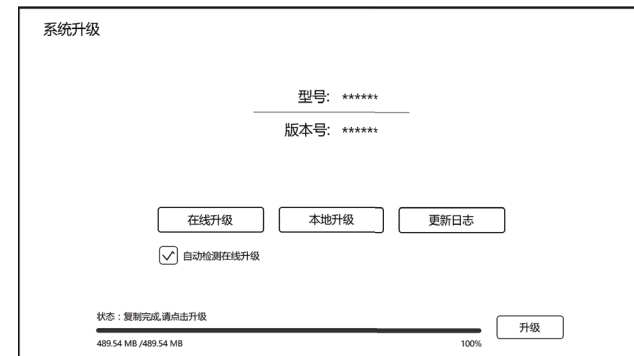 系统升级
型号: ******
版本号: ******
在线升级 本地升级 更新日志
自动检测在线升级
状态：复制完成,请点击升级
升级
489.54 MB /489.54 MB 100%